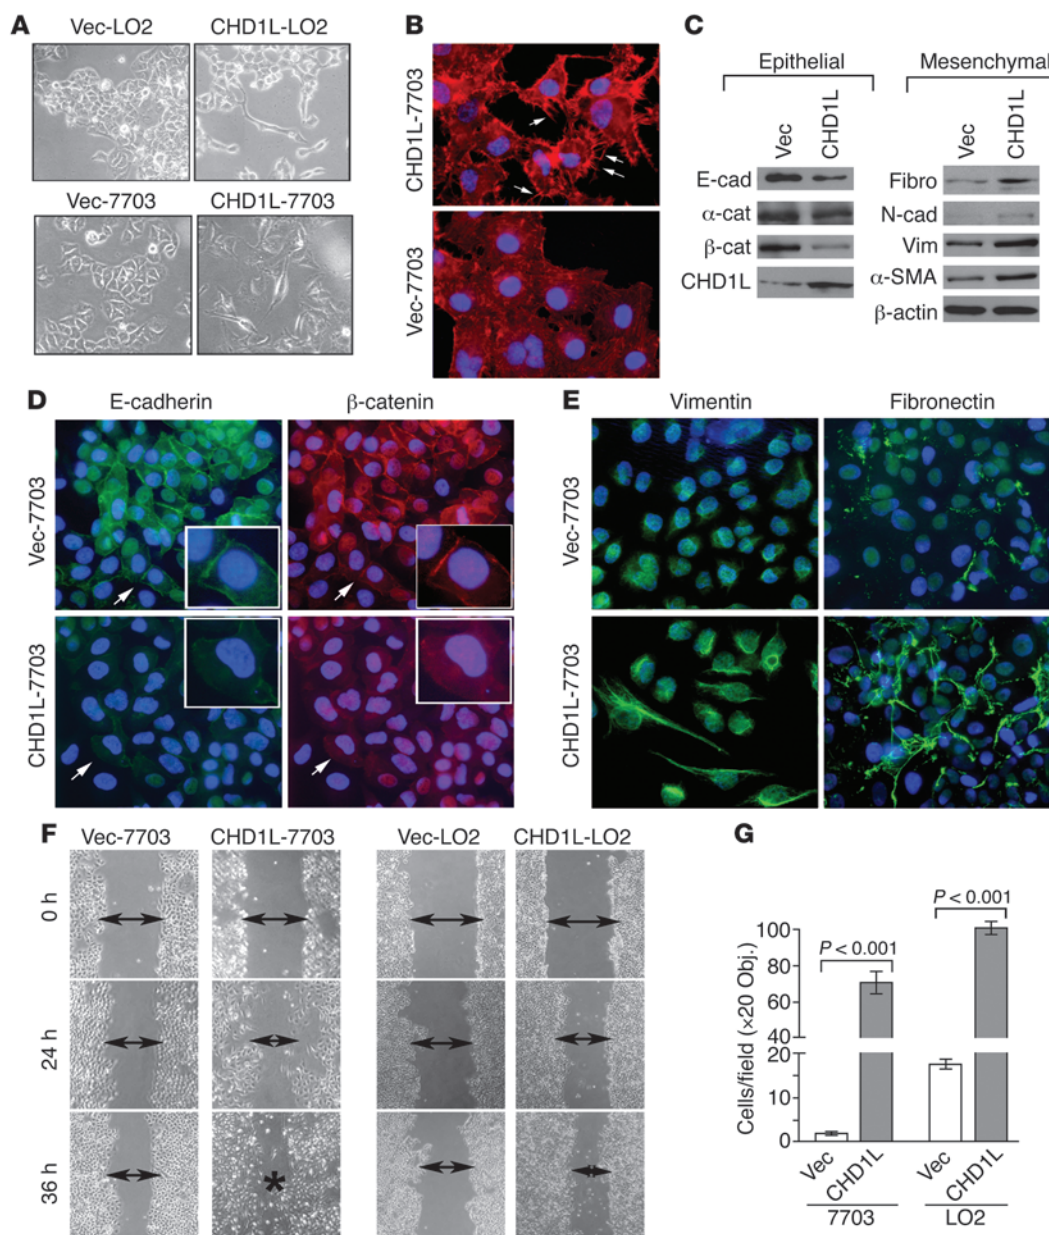 A
Vec-LO2
CHD1L-LO2
Vec-7703
CHD1L-7703
B
CHD1L-7703
Vec-7703
C
Epithelial
Mesenchymal
Vec
CHD1L
Vec
CHD1L
E-cad
α-cat
β-cat
CHD1L
Fibro
N-cad
Vim
α-SMA
β-actin
D
E-cadherin
β-catenin
Vec-7703
CHD1L-7703
E
Vimentin
Fibronectin
Vec-7703
CHD1L-7703
F
Vec-7703
CHD1L-7703
Vec-LO2
CHD1L-LO2
0 h
24 h
36 h
*
G
Cells/field (×20 Obj.)
100
80
60
40
20
10
0
P < 0.001
P < 0.001
Vec
CHD1L
Vec
CHD1L
7703
LO2